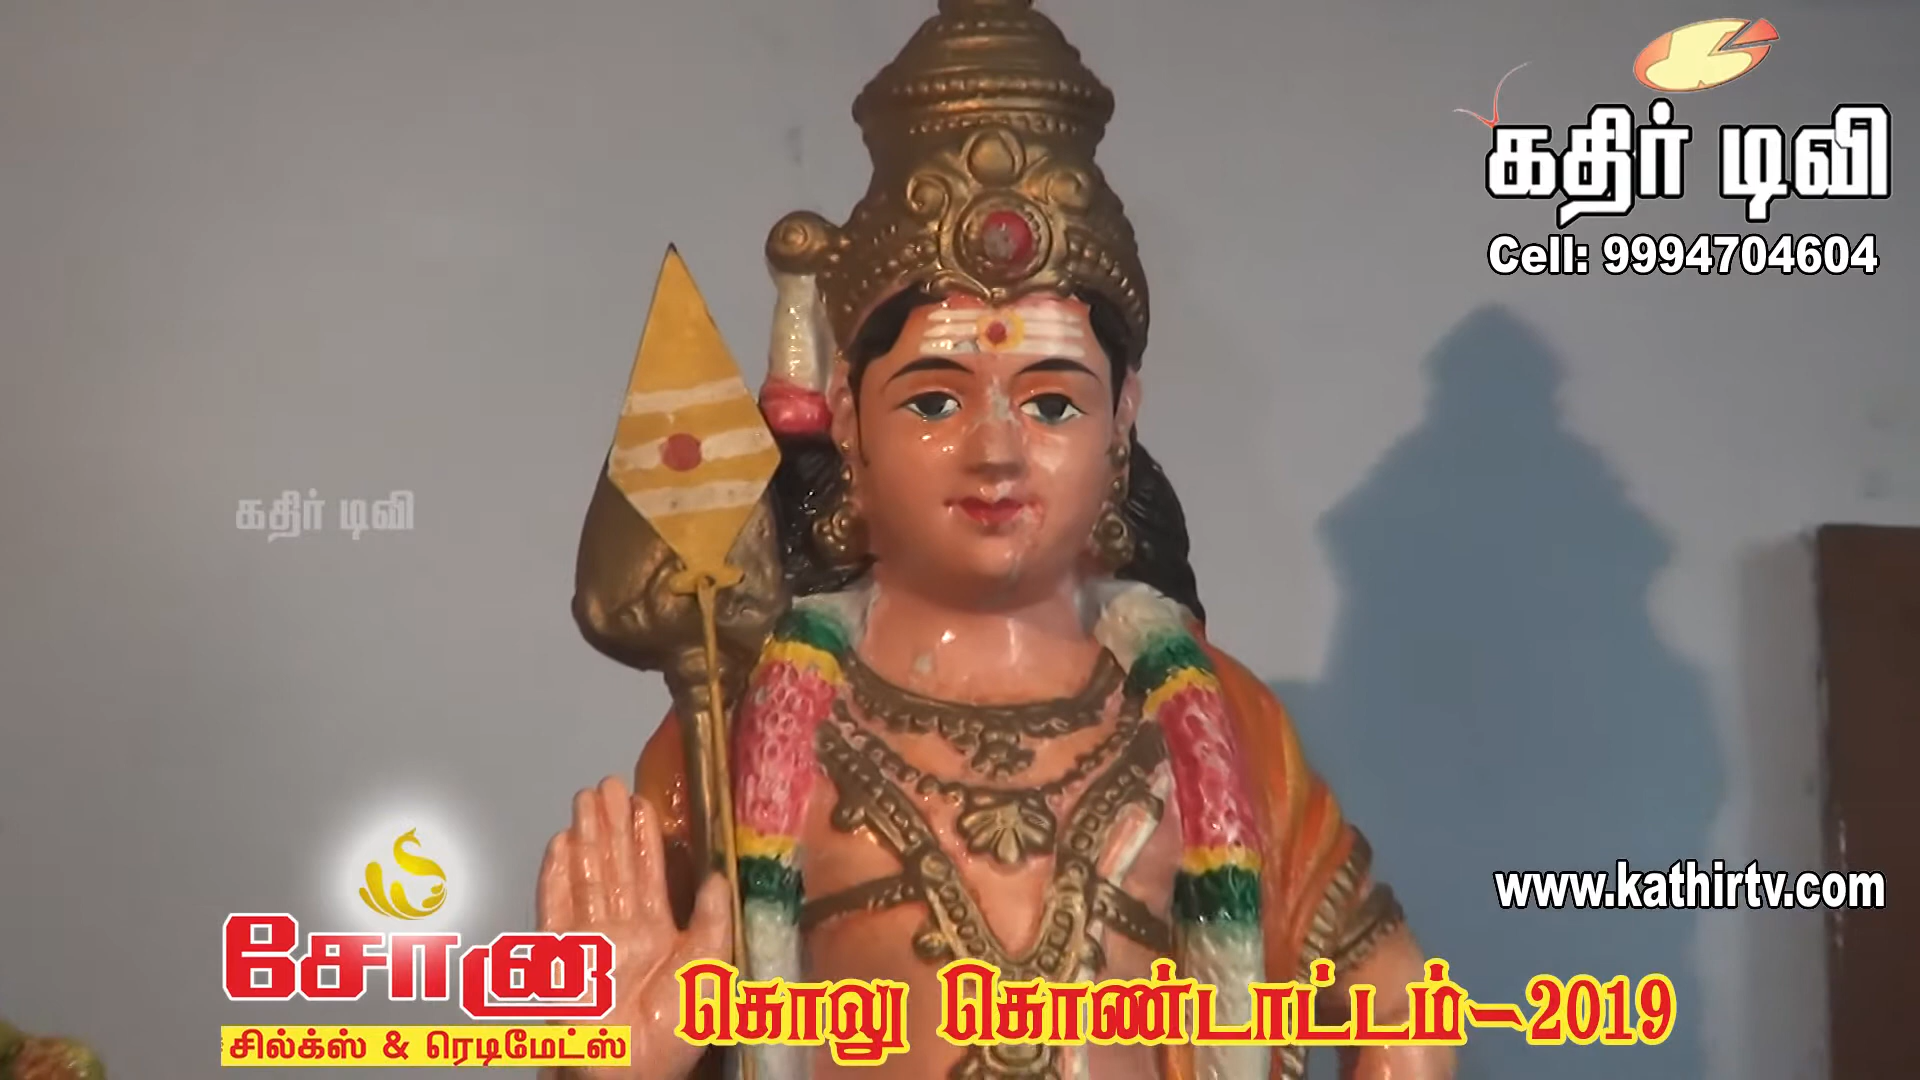 கதிர் டிவி
Cell: 9994704604
கதிர் டிவி
www.kathirtv.com
சோனு
சில்க்ஸ் & ரெடிமேட்ஸ்
கொலு கொண்டாட்டம்-2019